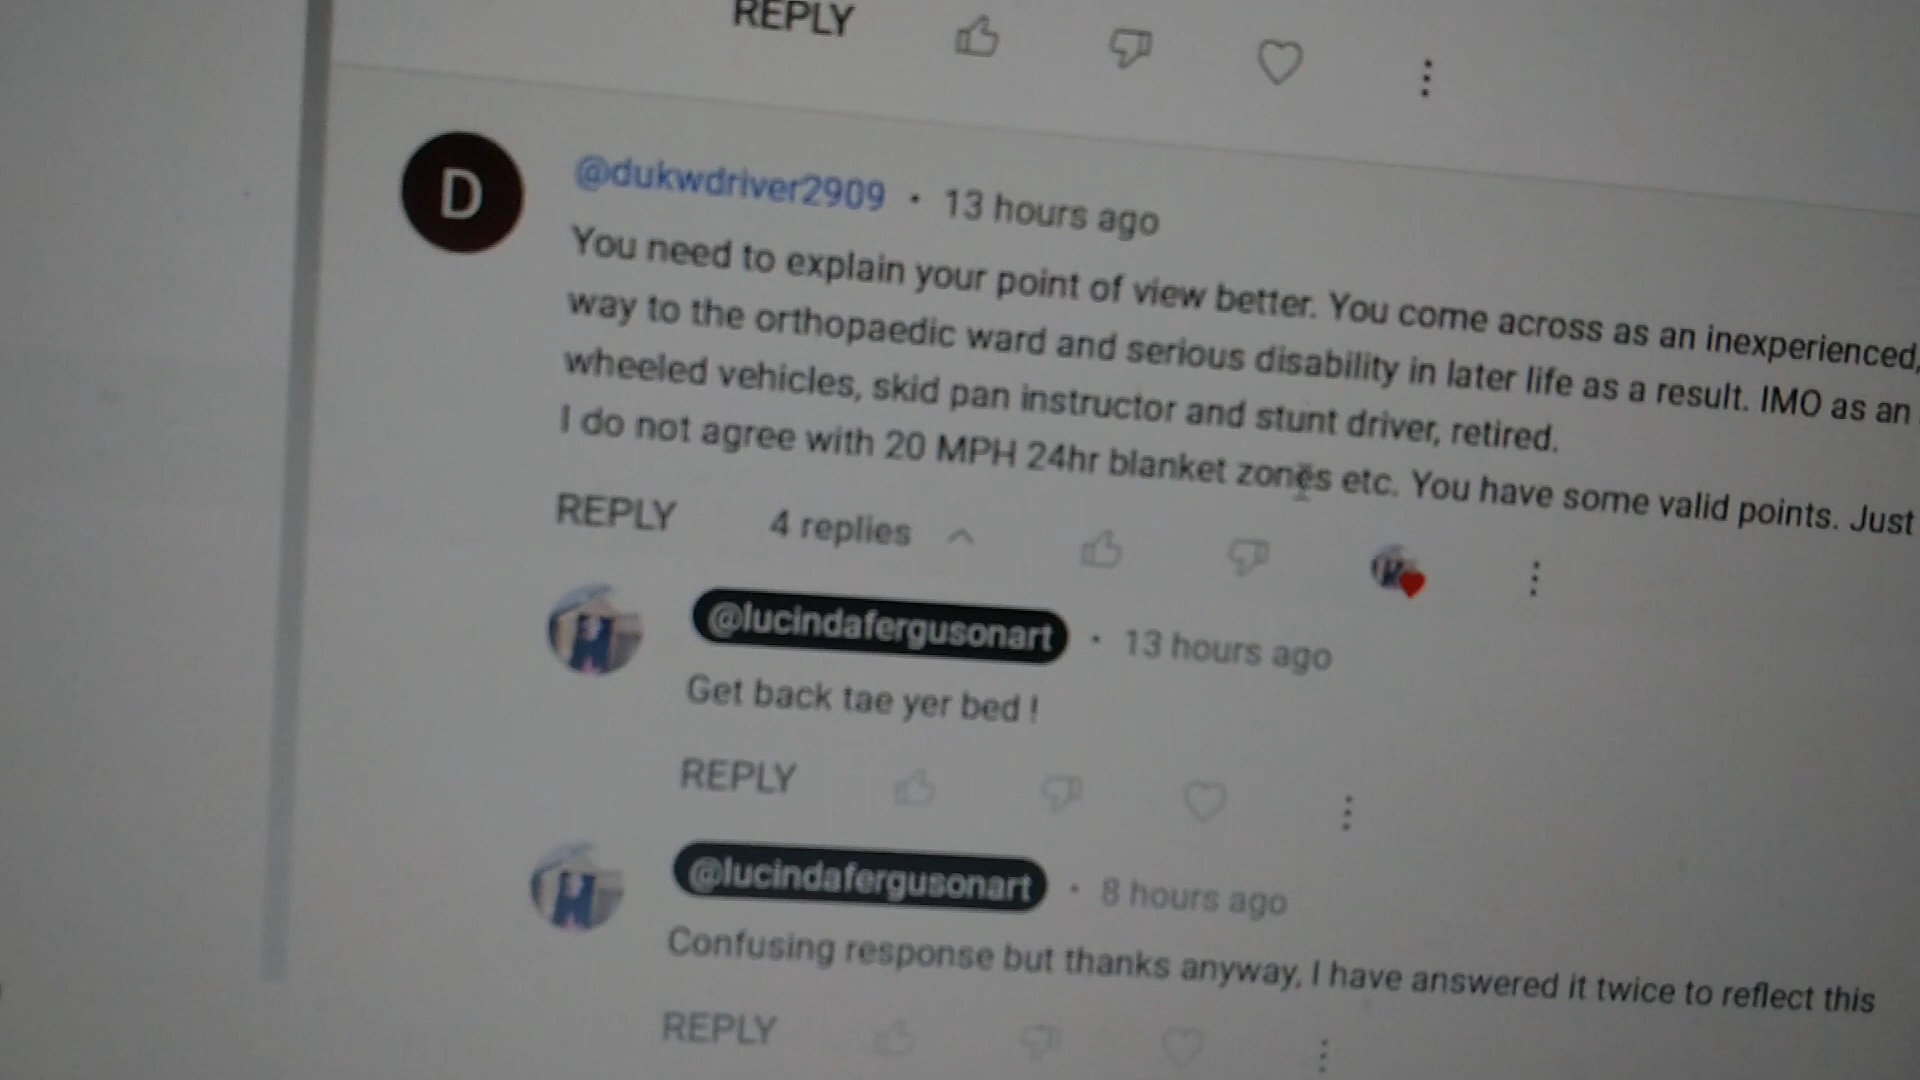 REPLY
D
@dukwdriver2909 · 13 hours ago
You need to explain your point of view better. You come across as an inexperienced,
way to the orthopaedic ward and serious disability in later life as a result. IMO as an
wheeled vehicles, skid pan instructor and stunt driver, retired.
I do not agree with 20 MPH 24hr blanket zones etc. You have some valid points. Just
REPLY 4 replies
@lucindafergusonart · 13 hours ago
Get back tae yer bed !
REPLY
@lucindafergusonart · 8 hours ago
Confusing response but thanks anyway, I have answered it twice to reflect this
REPLY